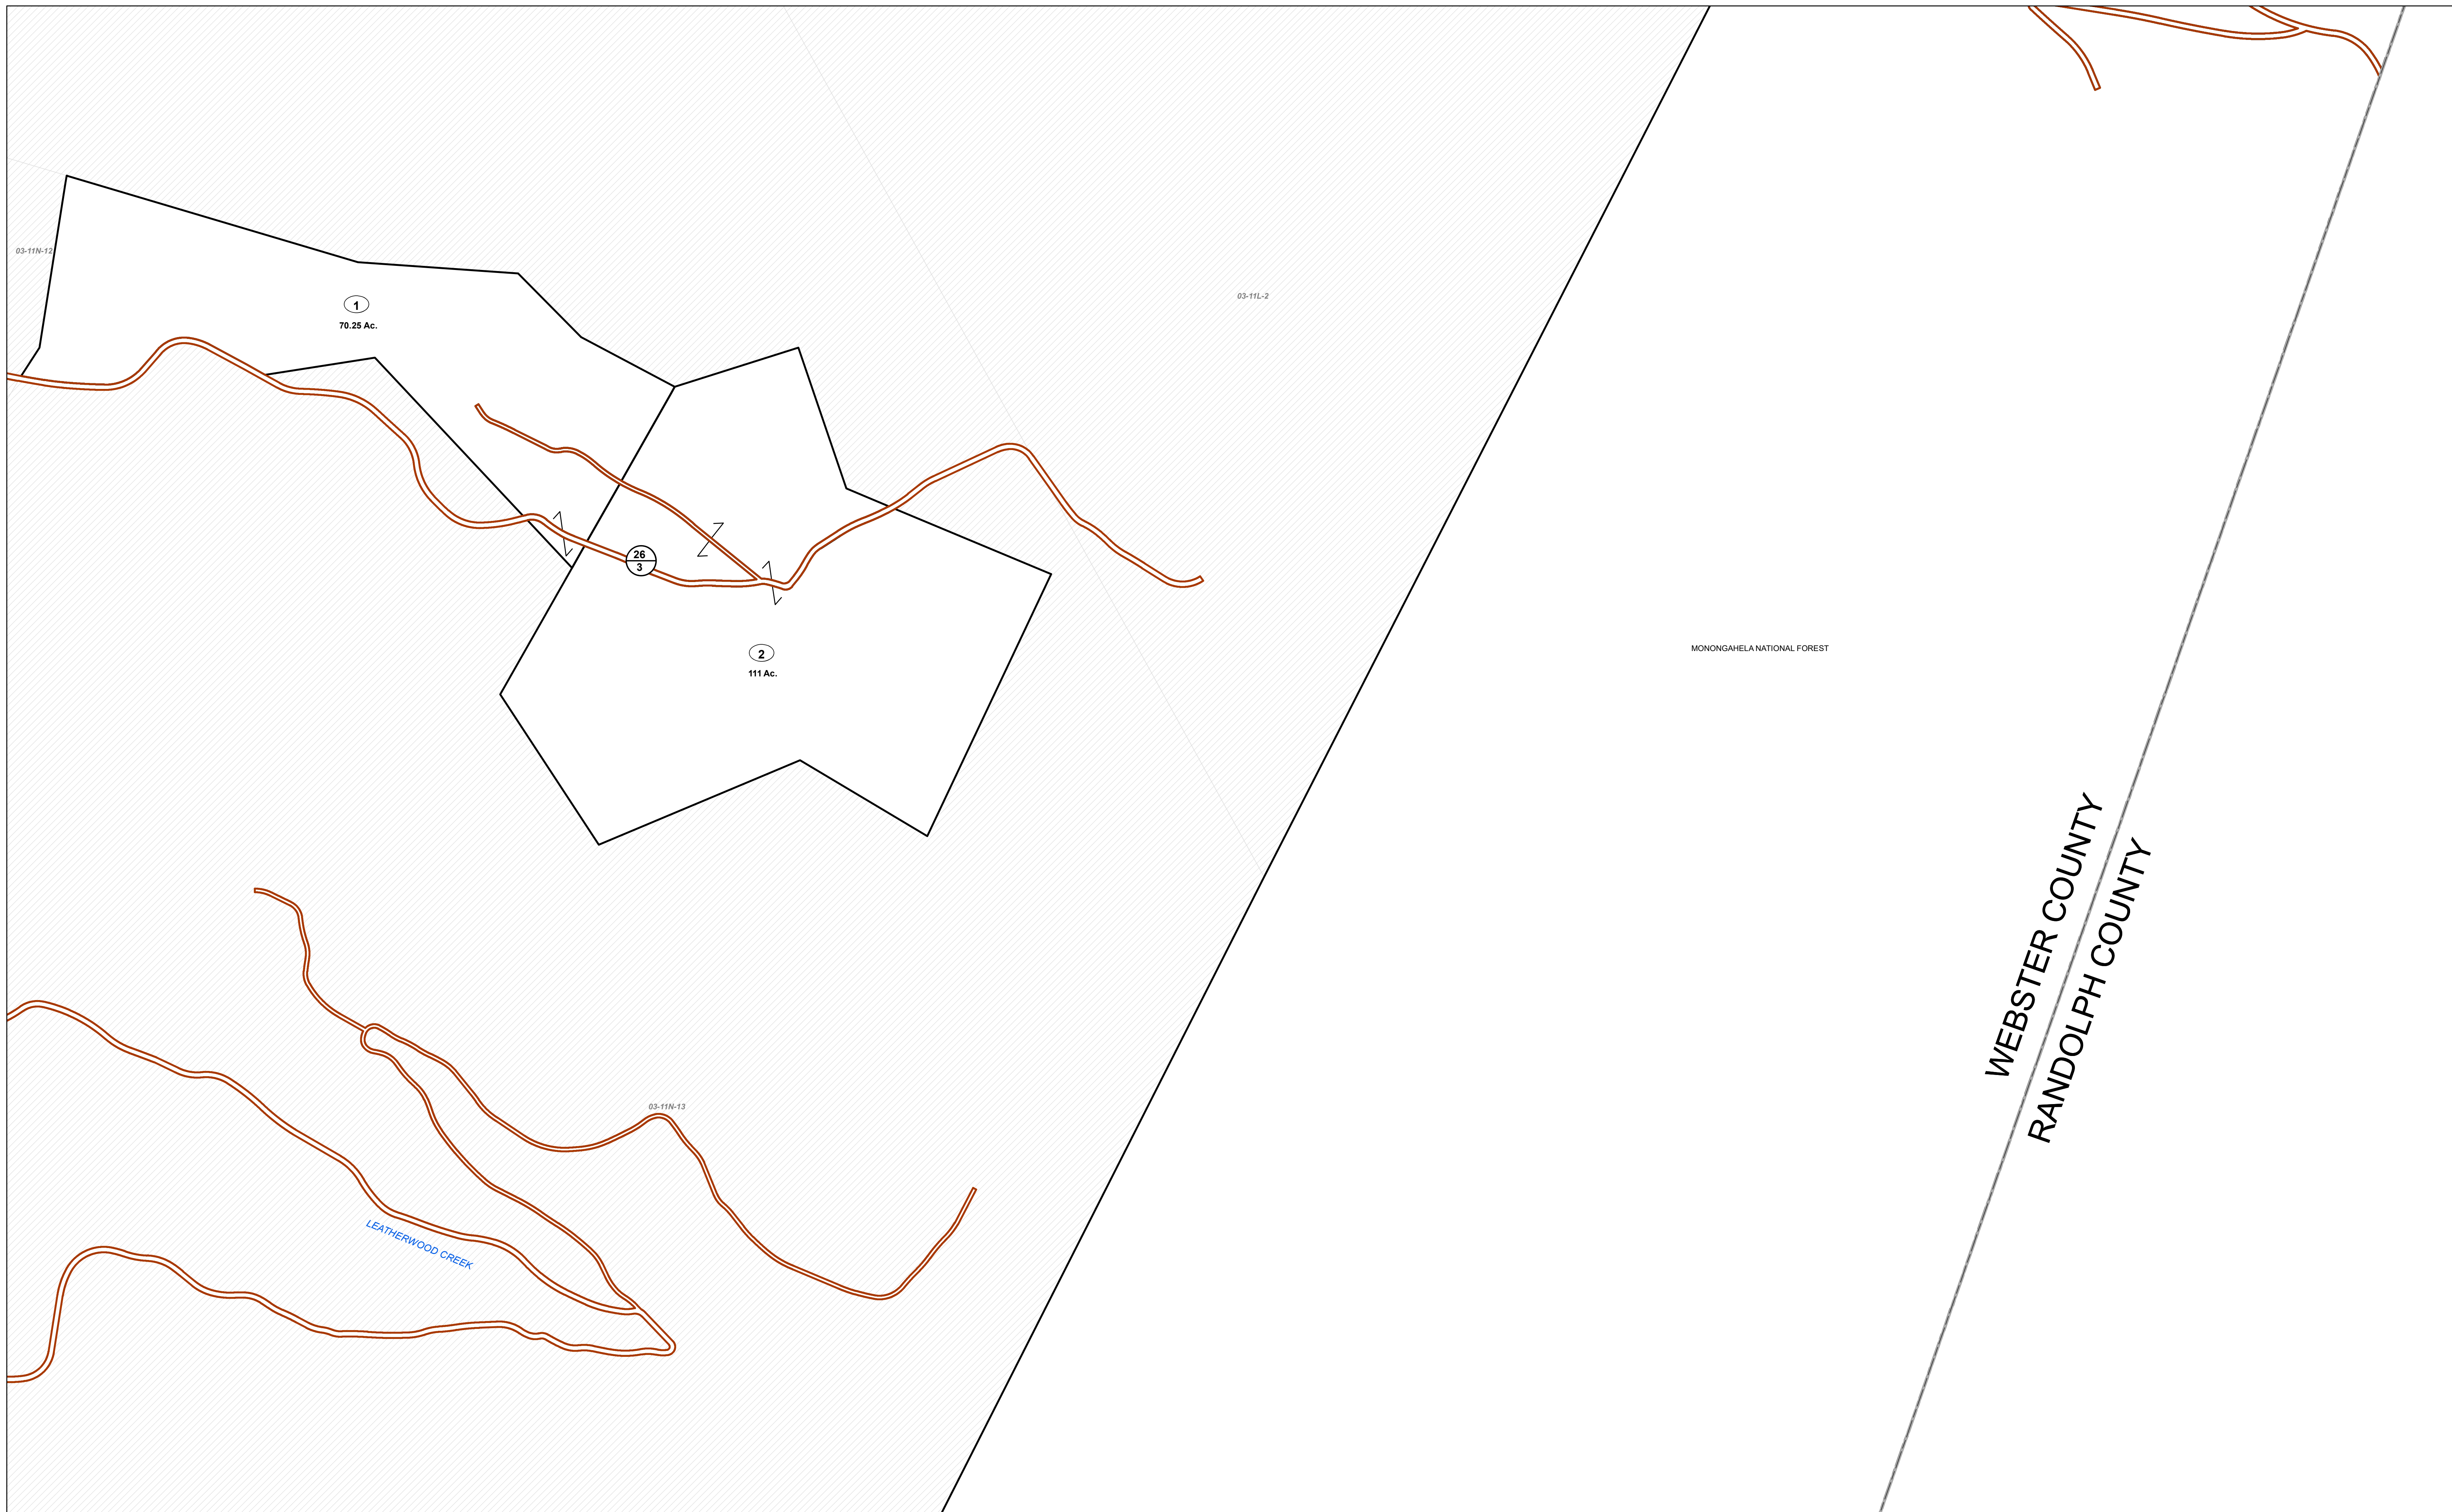 03-11N-12
1
70.25 Ac.
03-11L-2
26
3
2
111 Ac.
MONONGAHELA NATIONAL FOREST
WEBSTER COUNTY
RANDOLPH COUNTY
03-11N-13
LEATHERWOOD CREEK